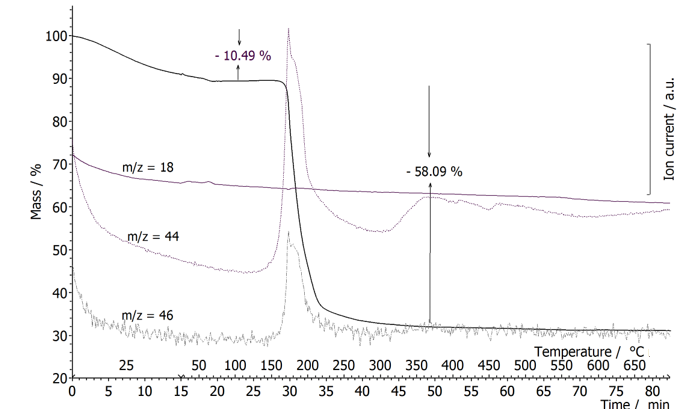 100
90
80
70
60
50
40
30
20
Mass / %
- 10.49 %
- 58.09 %
m/z = 18
m/z = 44
m/z = 46
Ion current / a.u.
Temperature / °C
25 50 100 150 200 250 300 350 400 450 500 550 600 650
0 5 10 15 20 25 30 35 40 45 50 55 60 65 70 75 80
Time / min